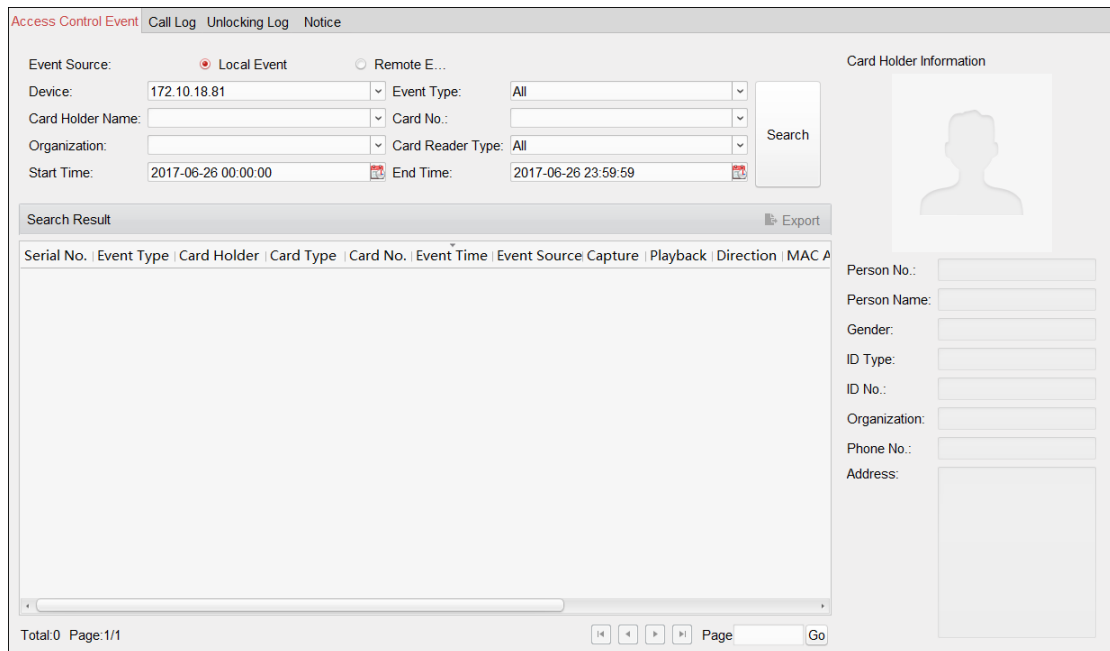 Access Control Event Call Log Unlocking Log Notice
Event Source: Local Event Remote E...
Device: 172.10.18.81 Event Type: All
Card Holder Name: Card No.:
Organization: Card Reader Type: All
Start Time: 2017-06-26 00:00:00 End Time: 2017-06-26 23:59:59
Search
Search Result Export
Serial No. Event Type Card Holder Card Type Card No. Event Time Event Source Capture Playback Direction MAC A
Total:0 Page:1/1 Page Go
Card Holder Information
Person No.:
Person Name:
Gender:
ID Type:
ID No.:
Organization:
Phone No.:
Address: